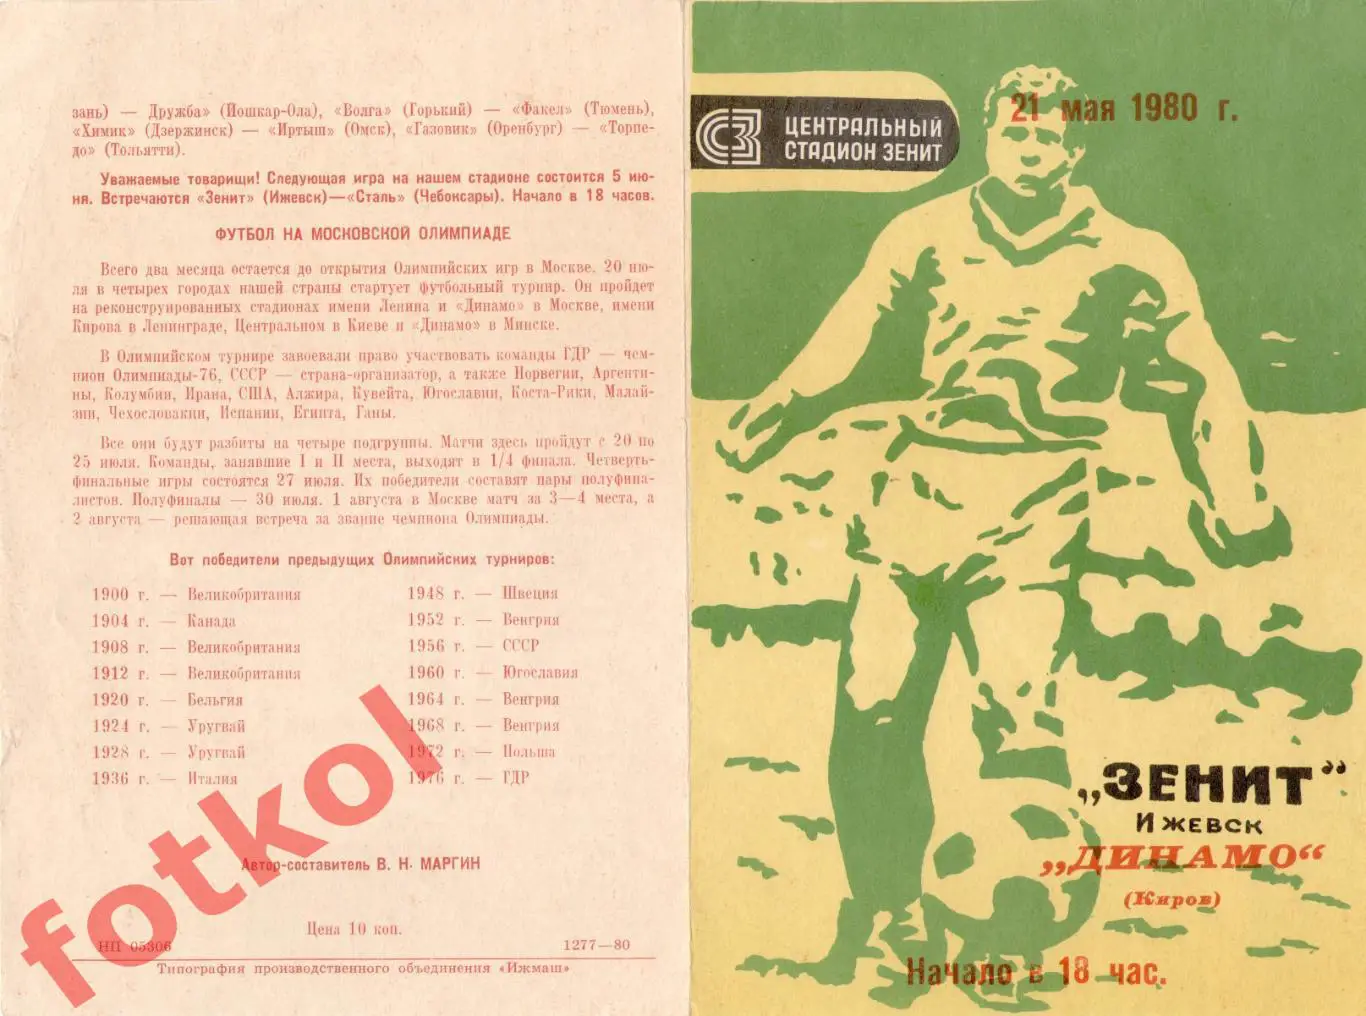 зань) — Дружба» (Йошкар-Ола), «Волга» (Горький) — «Факел» (Тюмень),
«Химик» (Дзержинск) — «Иртыш» (Омск), «Газовик» (Оренбург) — «Торпе-
до» (Тольятти).
Уважаемые товарищи! Следующая игра на нашем стадионе состоится 5 ию-
ня. Встречаются «Зенит» (Ижевск)—«Сталь» (Чебоксары). Начало в 18 часов.
ФУТБОЛ НА МОСКОВСКОЙ ОЛИМПИАДЕ
Всего два месяца остается до открытия Олимпийских игр в Москве. 20 ию-
ля в четырех городах нашей страны стартует футбольный турнир. Он пройдет
на реконструированных стадионах имени Ленина и «Динамо» в Москве, имени
Кирова в Ленинграде, Центральном в Киеве и «Динамо» в Минске.
В Олимпийском турнире завоевали право участвовать команды ГДР — чем-
пион Олимпиады-76, СССР — страна-организатор, а также Норвегии, Аргенти-
ны, Колумбии, Ирана, США, Алжира, Кувейта, Югославии, Коста-Рики, Малай-
зии, Чехословакии, Испании, Египта, Ганы.
Все они будут разбиты на четыре подгруппы. Матчи здесь пройдут с 20 по
25 июля. Команды, занявшие I и II места, выходят в 1/4 финала. Четверть-
финальные игры состоятся 27 июля. Их победители составят пары полуфина-
листов. Полуфиналы — 30 июля. 1 августа в Москве матч за 3—4 места, а
2 августа — решающая встреча за звание чемпиона Олимпиады.
Вот победители предыдущих Олимпийских турниров:
1900 г. — Великобритания
1904 г. — Канада
1908 г. — Великобритания
1912 г. — Великобритания
1920 г. — Бельгия
1924 г. — Уругвай
1928 г. — Уругвай
1936 г. — Италия
1948 г. — Швеция
1952 г. — Венгрия
1956 г. — СССР
1960 г. — Югославия
1964 г. — Венгрия
1968 г. — Венгрия
1972 г. — Польша
1976 г. — ГДР
Автор-составитель В. Н. МАРГИН
Цена 10 коп.
НП 05306 1277—80
Типография производственного объединения «Ижмаш»
fotkol
21 мая 1980 г.
СЗ
ЦЕНТРАЛЬНЫЙ
СТАДИОН ЗЕНИТ
„ЗЕНИТ"
ИЖЕВСК
„ДИНАМО"
(Киров)
Начало в 18 час.